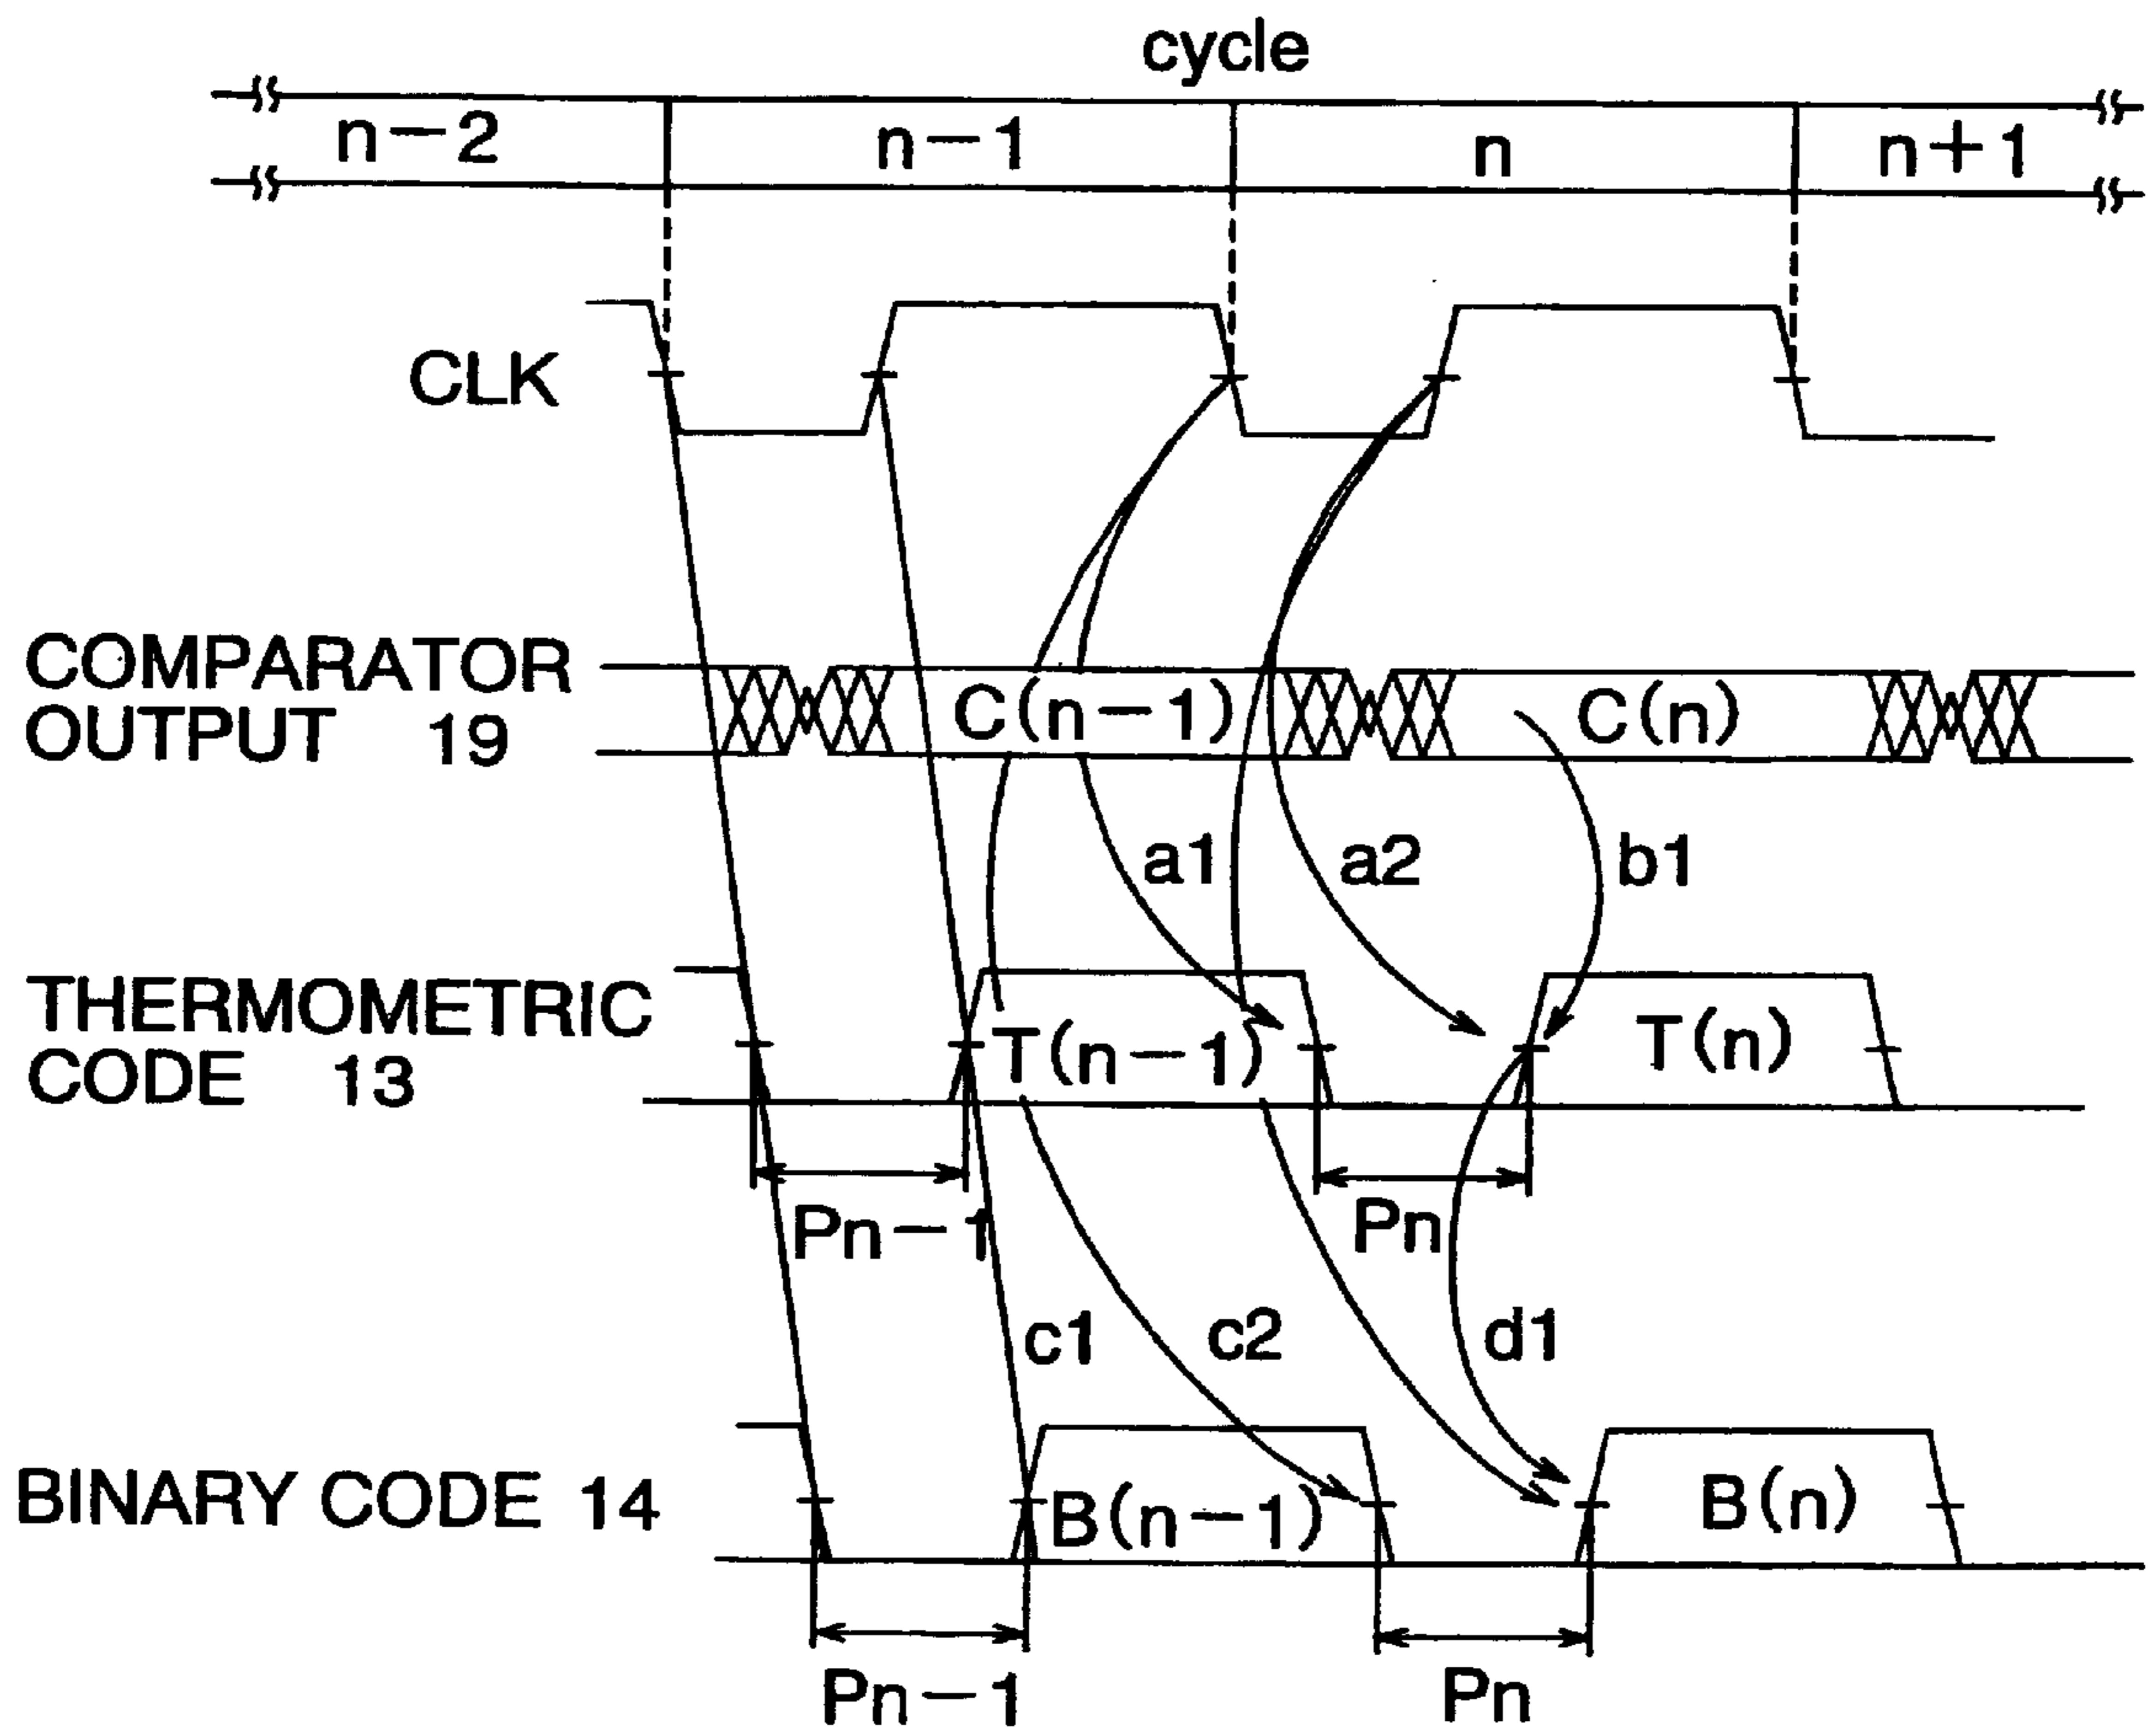 cycle
n-2 n-1 n n+1
CLK
COMPARATOR
OUTPUT 19
C(n-1) C(n)
a1 a2 b1
THERMOMETRIC
CODE 13
T(n-1) T(n)
Pn-1 Pn
c1 c2 d1
BINARY CODE 14
B(n-1) B(n)
Pn-1 Pn